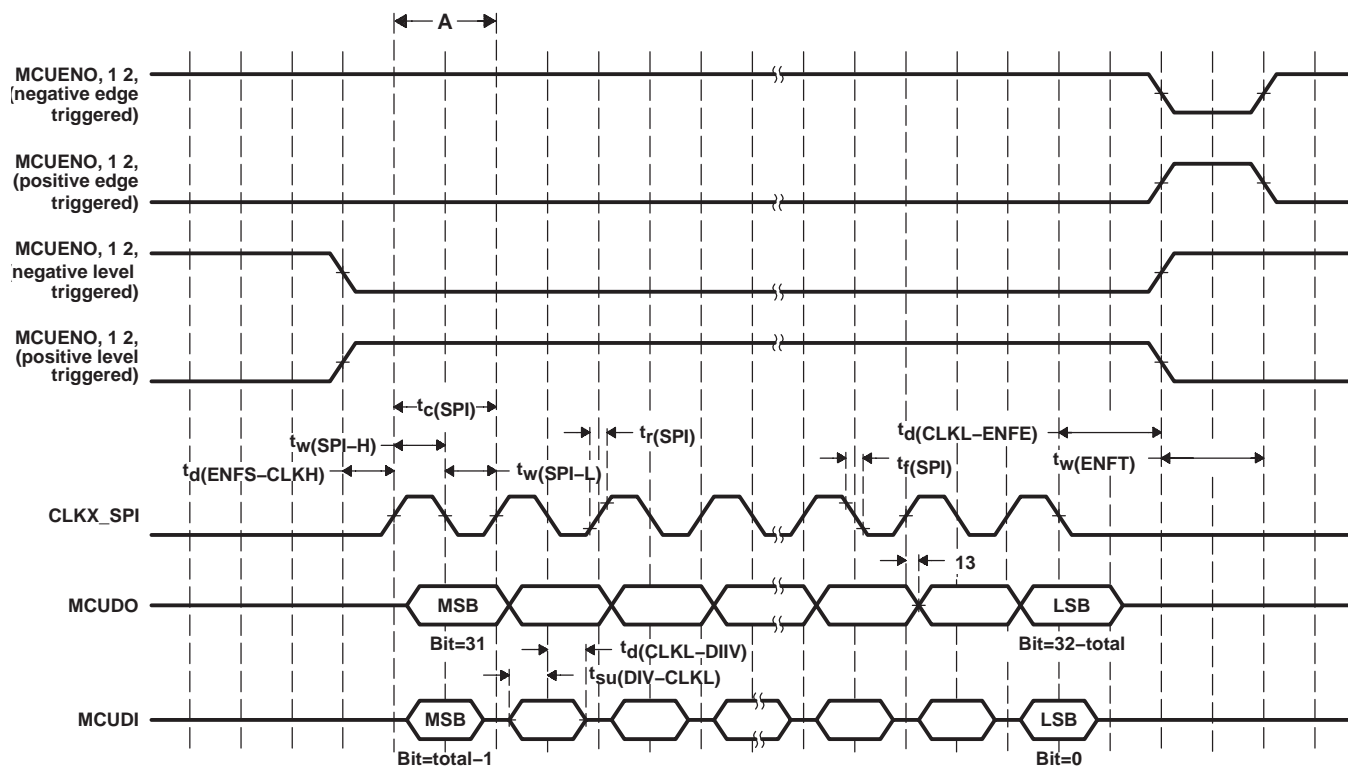 A
MCUENO, 1 2,
(negative edge
triggered)
MCUENO, 1 2,
(positive edge
triggered)
MCUENO, 1 2,
(negative level
triggered)
MCUENO, 1 2,
(positive level
triggered)
tc(SPI)
tw(SPI–H)
tr(SPI)
td(CLKL–ENFE)
td(ENFS–CLKH)
tw(SPI–L)
tf(SPI)
tw(ENFT)
CLKX_SPI
13
MCUDO
MSB
LSB
Bit=31
Bit=32–total
td(CLKL–DIIV)
tsu(DIV–CLKL)
MCUDI
MSB
LSB
Bit=total–1
Bit=0